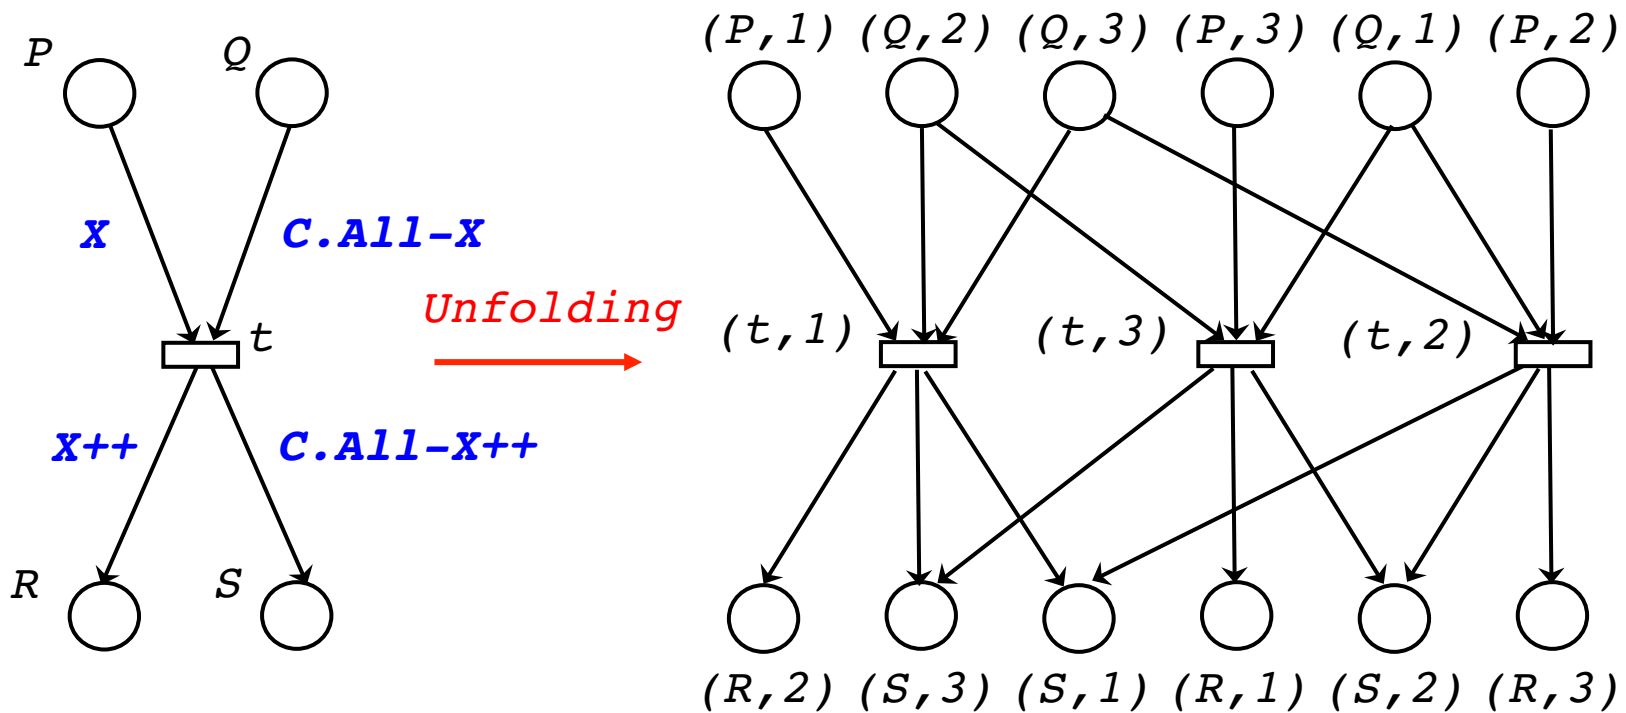 P
Q
X
C.All-X
t
X++
C.All-X++
R
S
Unfolding
(P,1) (Q,2) (Q,3) (P,3) (Q,1) (P,2)
(t,1)
(t,3)
(t,2)
(R,2) (S,3) (S,1) (R,1) (S,2) (R,3)